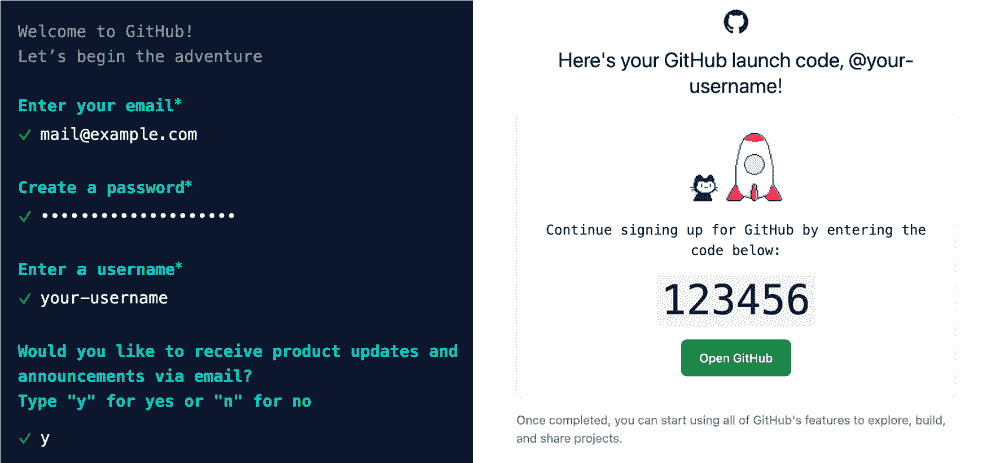 Welcome to GitHub!
Let’s begin the adventure
Enter your email*
✓ mail@example.com
Create a password*
✓ ••••••••••••••••••••
Enter a username*
✓ your-username
Would you like to receive product updates and
announcements via email?
Type "y" for yes or "n" for no
✓ y
Here's your GitHub launch code, @your-
username!
Continue signing up for GitHub by entering the
code below:
123456
Open GitHub
Once completed, you can start using all of GitHub's features to explore, build,
and share projects.